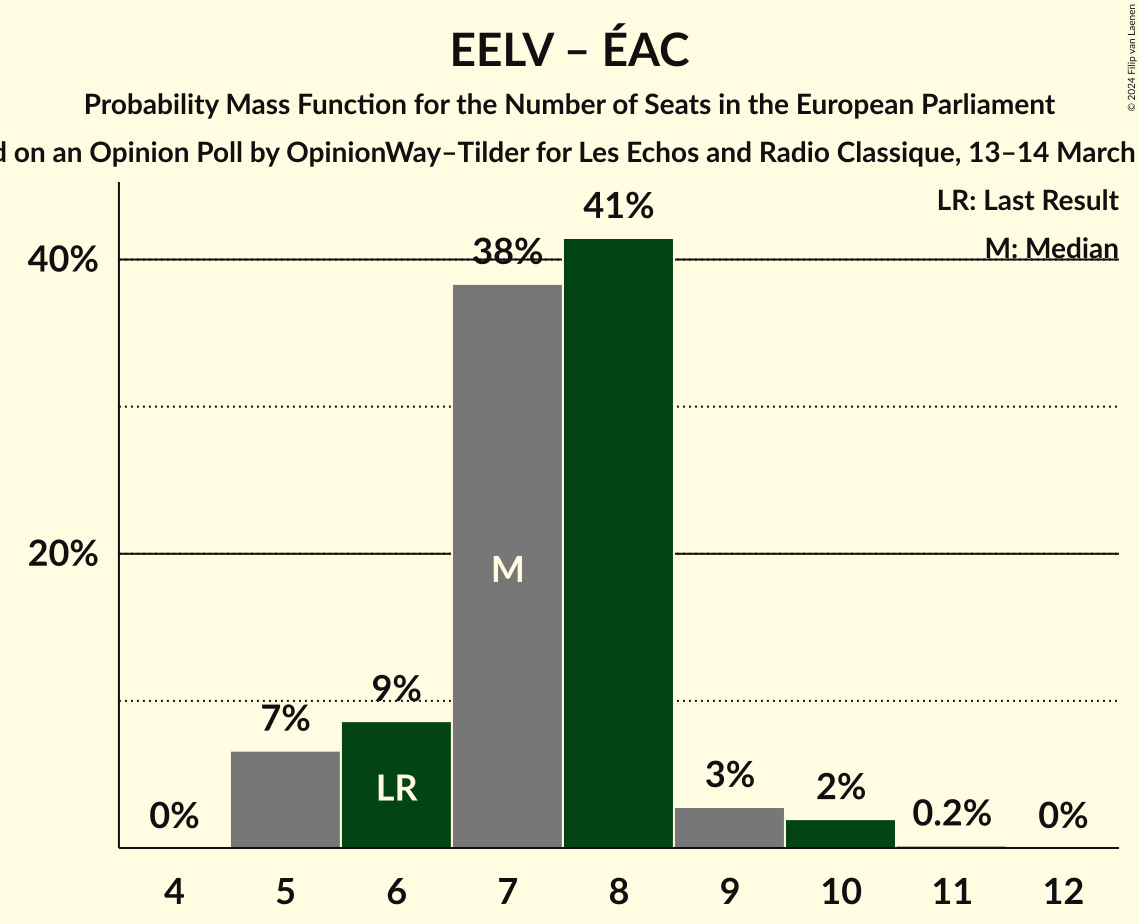 EELV – ÉAC
Probability Mass Function for the Number of Seats in the European Parliament
on an Opinion Poll by OpinionWay–Tilder for Les Echos and Radio Classique, 13–14 March
© 2024 Filip van Laenen
LR: Last Result
M: Median
40%
20%
0%
7%
9%
38%
41%
3%
2%
0.2%
0%
LR
M
4 5 6 7 8 9 10 11 12